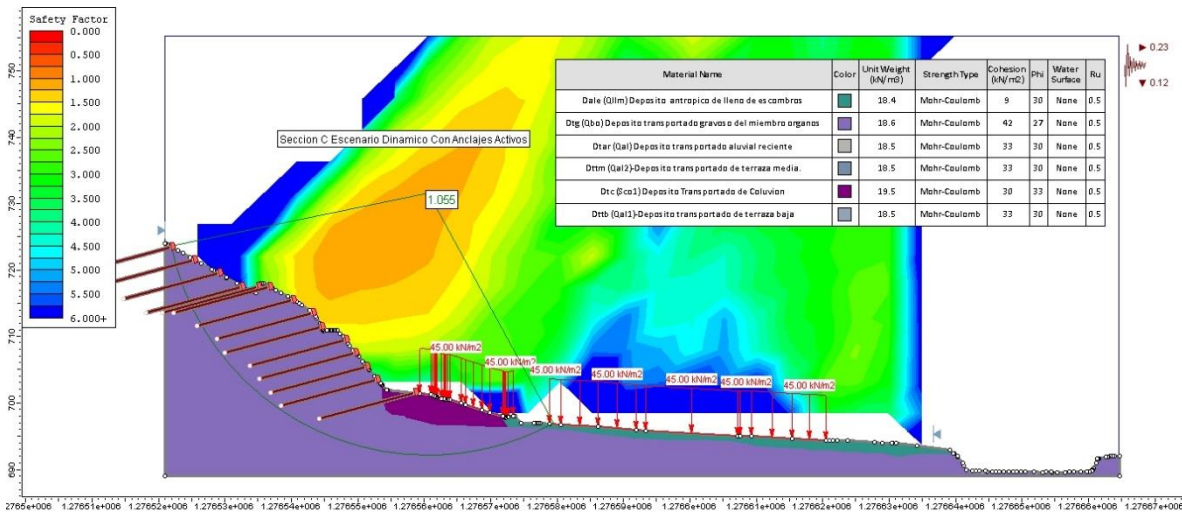 Safety Factor
0.000
0.500
1.000
1.500
2.000
2.500
3.000
3.500
4.000
4.500
5.000
5.500
6.000+
750
740
730
720
710
700
690
Seccion C Escenario Dinamico Con Anclajes Activos
1.055
Material Name Color Unit Weight (kN/m3) Strength Type Cohesion (kN/m2) Phi Water Surface Ru
Dale (Qllm) Deposito antropico de lleno de escombros 18.4 Mohr-Coulomb 9 30 None 0.5
Dtg (Qbo) Deposito transportado gravoso del miembro organos 18.6 Mohr-Coulomb 42 27 None 0.5
Dtar (Qal) Deposito transportado aluvial reciente 18.5 Mohr-Coulomb 33 30 None 0.5
Dttm (Qal2)-Deposito transportado de terraza media. 18.5 Mohr-Coulomb 33 30 None 0.5
Dtc (Sco1) Deposito Transportado de Coluvion 19.5 Mohr-Coulomb 30 33 None 0.5
Dttb (Qal1)-Deposito transportado de terraza baja 18.5 Mohr-Coulomb 33 30 None 0.5
0.23
0.12
45.00 kN/m2
45.00 kN/m2
45.00 kN/m2
45.00 kN/m2
45.00 kN/m2
45.00 kN/m2
45.00 kN/m2
2765e+006 1.27651e+006 1.27652e+006 1.27653e+006 1.27654e+006 1.27655e+006 1.27656e+006 1.27657e+006 1.27658e+006 1.27659e+006 1.2766e+006 1.27661e+006 1.27662e+006 1.27663e+006 1.27664e+006 1.27665e+006 1.27666e+006 1.27667e+006